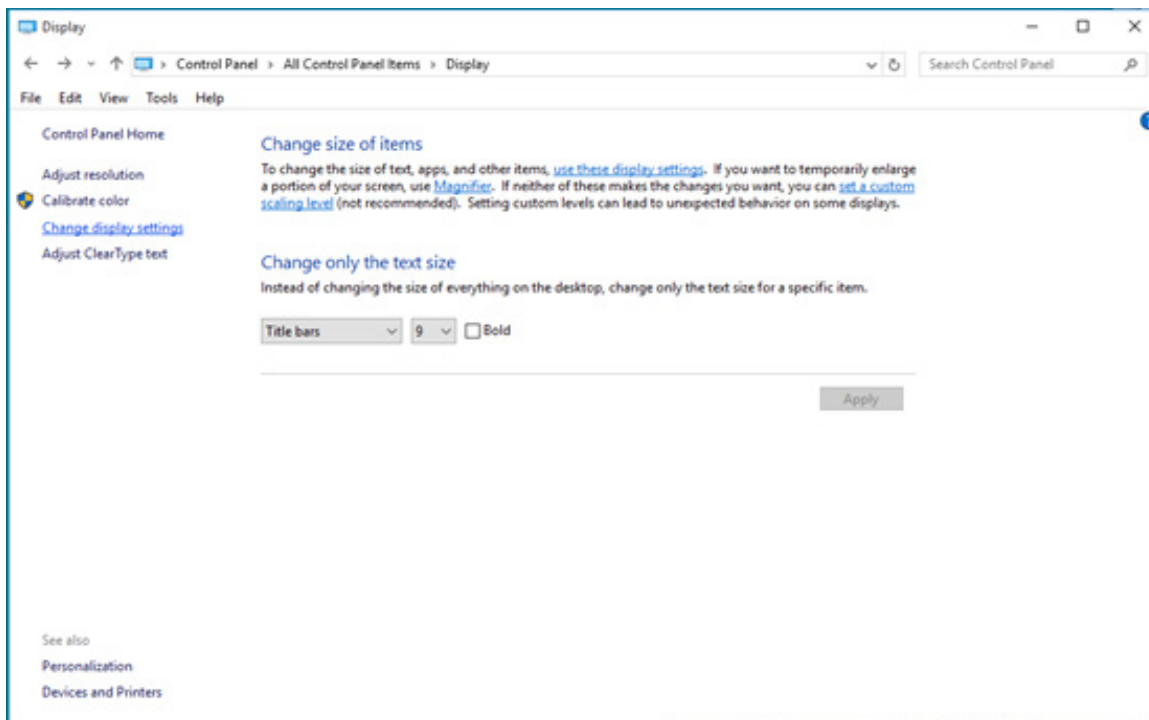 Display
Control Panel > All Control Panel Items > Display
Search Control Panel
File Edit View Tools Help
Control Panel Home
Adjust resolution
Calibrate color
Change display settings
Adjust ClearType text
Change size of items
To change the size of text, apps, and other items, use these display settings. If you want to temporarily enlarge
a portion of your screen, use Magnifier. If neither of these makes the changes you want, you can set a custom
scaling level (not recommended). Setting custom levels can lead to unexpected behavior on some displays.
Change only the text size
Instead of changing the size of everything on the desktop, change only the text size for a specific item.
Title bars 9 Bold
Apply
See also
Personalization
Devices and Printers